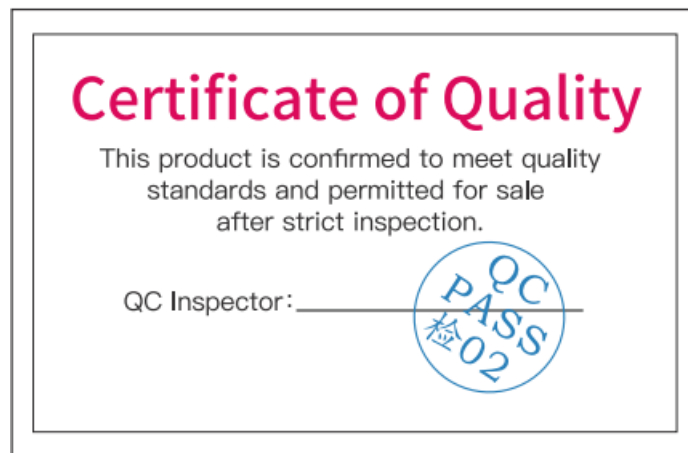 Certificate of Quality
This product is confirmed to meet quality
standards and permitted for sale
after strict inspection.
QC Inspector:
QC
PASS
检02